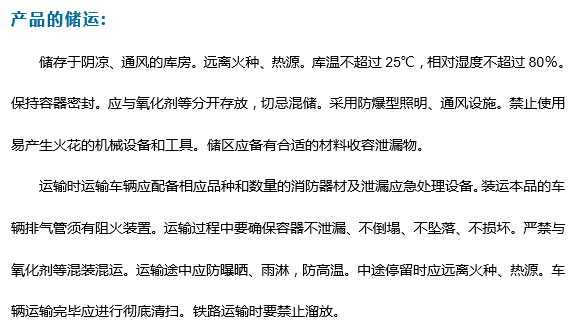 产品的储运:
储存于阴凉、通风的库房。远离火种、热源。库温不超过25℃，相对湿度不超过80%。
保持容器密封。应与氧化剂等分开存放，切忌混储。采用防爆型照明、通风设施。禁止使用
易产生火花的机械设备和工具。储区应备有合适的材料收容泄漏物。
运输时运输车辆应配备相应品种和数量的消防器材及泄漏应急处理设备。装运本品的车
辆排气管须有阻火装置。运输过程中要确保容器不泄漏、不倒塌、不坠落、不损坏。严禁与
氧化剂等混装混运。运输途中应防曝晒、雨淋，防高温。中途停留时应远离火种、热源。车
辆运输完毕应进行彻底清扫。铁路运输时要禁止溜放。